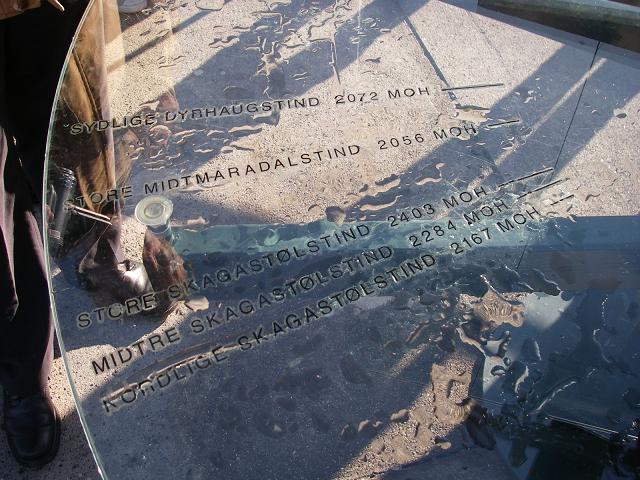 SYDLIGE DYRHAUGSTIND 2072 MOH
STORE MIDTMARADALSTIND 2056 MOH
STORE SKAGASTØLSTIND 2403 MOH
MIDTRE SKAGASTØLSTIND 2284 MOH
NORDLIGE SKAGASTØLSTIND 2167 MOH